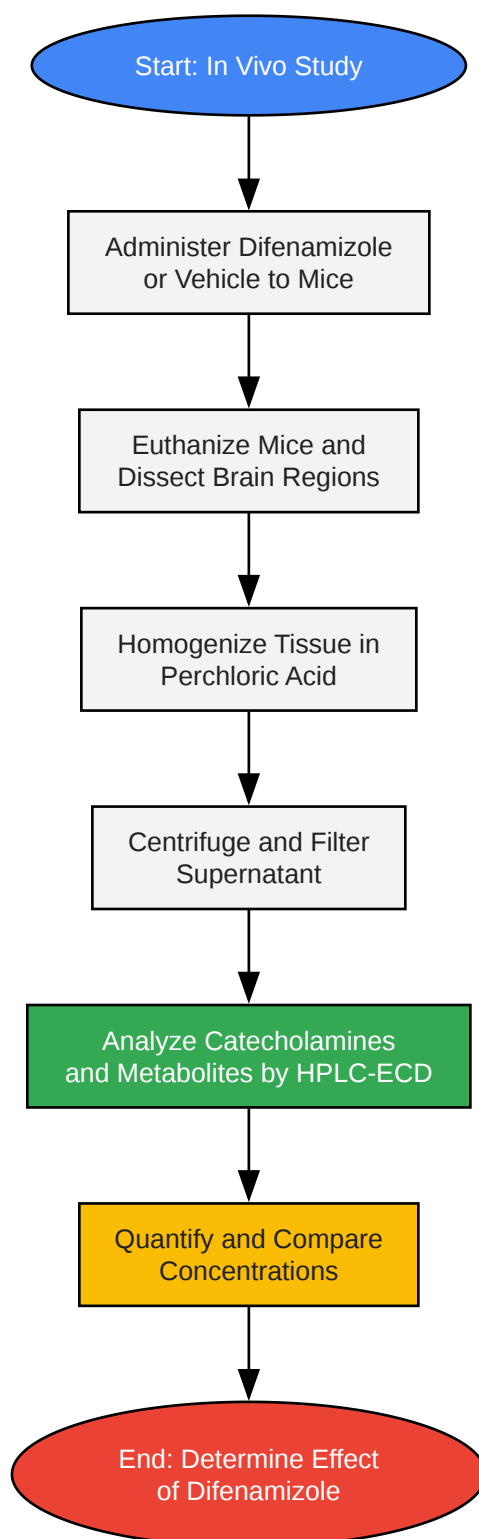 Start: In Vivo Study
Administer Difenamizole
or Vehicle to Mice
Euthanize Mice and
Dissect Brain Regions
Homogenize Tissue in
Perchloric Acid
Centrifuge and Filter
Supernatant
Analyze Catecholamines
and Metabolites by HPLC-ECD
Quantify and Compare
Concentrations
End: Determine Effect
of Difenamizole